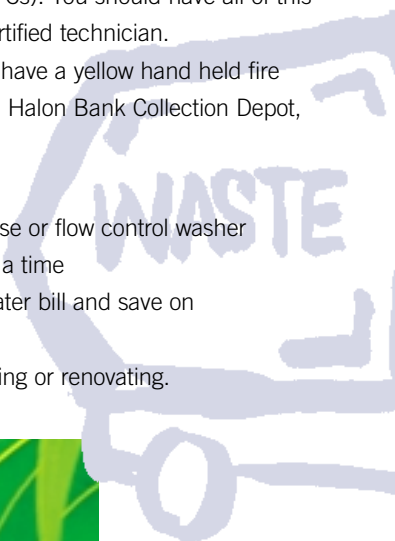 Cs). You should have all of this
rtified technician.
have a yellow hand held fire
Halon Bank Collection Depot,
WASTE
se or flow control washer
a time
ater bill and save on
ing or renovating.